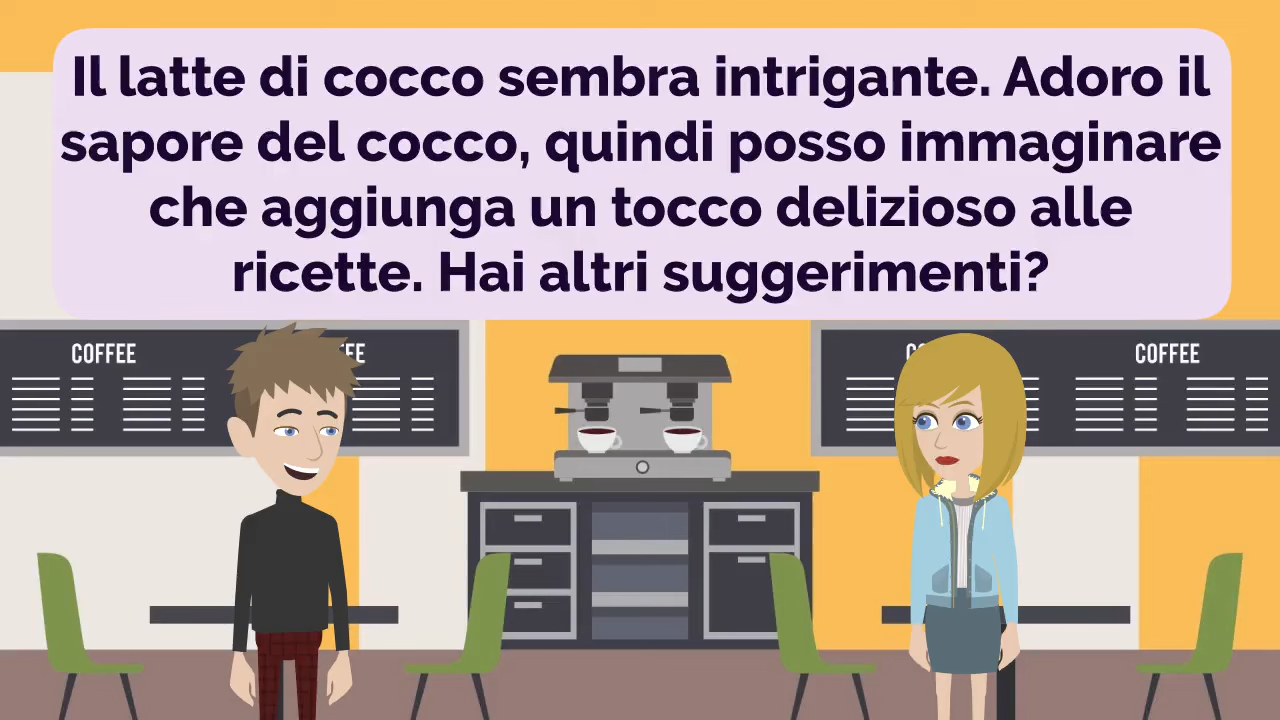 Il latte di cocco sembra intrigante. Adoro il
sapore del cocco, quindi posso immaginare
che aggiunga un tocco delizioso alle
ricette. Hai altri suggerimenti?
COFFEE
COFFEE